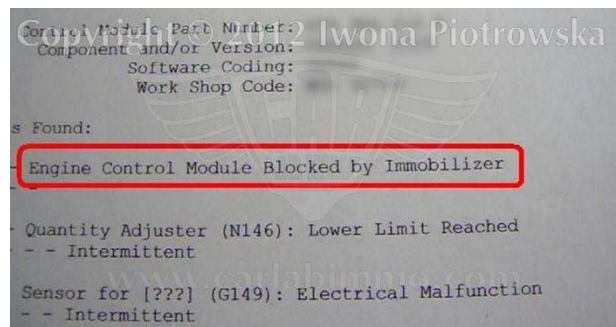 Copyright © 2012 Iwona Piotrowska
Control Module Part Number:
Component and/or Version:
Software Coding:
Work Shop Code:
s Found:
Engine Control Module Blocked by Immobilizer
- Quantity Adjuster (N146): Lower Limit Reached
- - - Intermittent
www.carlabimmo.com
Sensor for [???] (G149): Electrical Malfunction
- - Intermittent